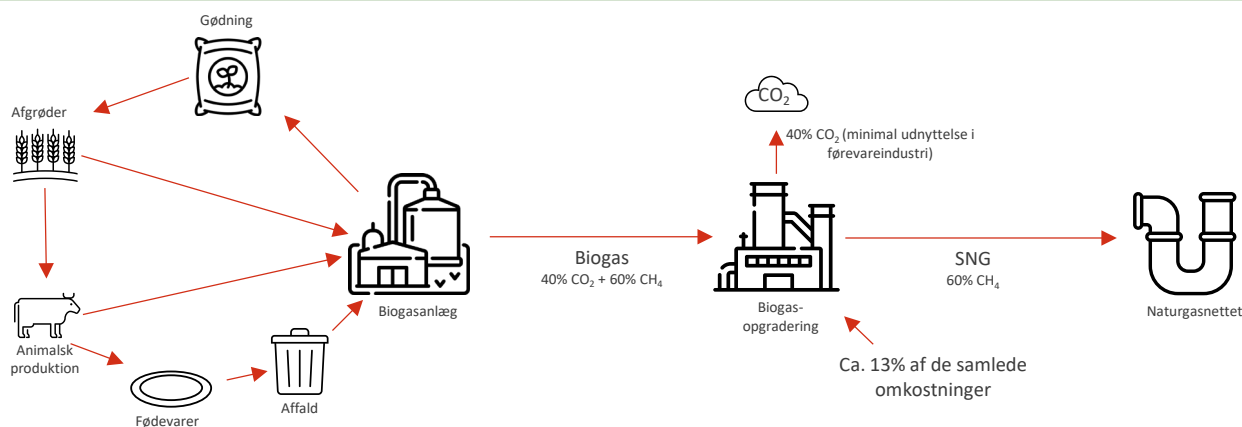 Gødning
Afgrøder
CO₂
40% CO₂ (minimal udnyttelse i
førevareindustri)
Biogas
40% CO₂ + 60% CH₄
SNG
60% CH₄
Biogasanlæg
Biogas-
opgradering
Naturgasnettet
Animalsk
produktion
Ca. 13% af de samlede
omkostninger
Affald
Fødevarer